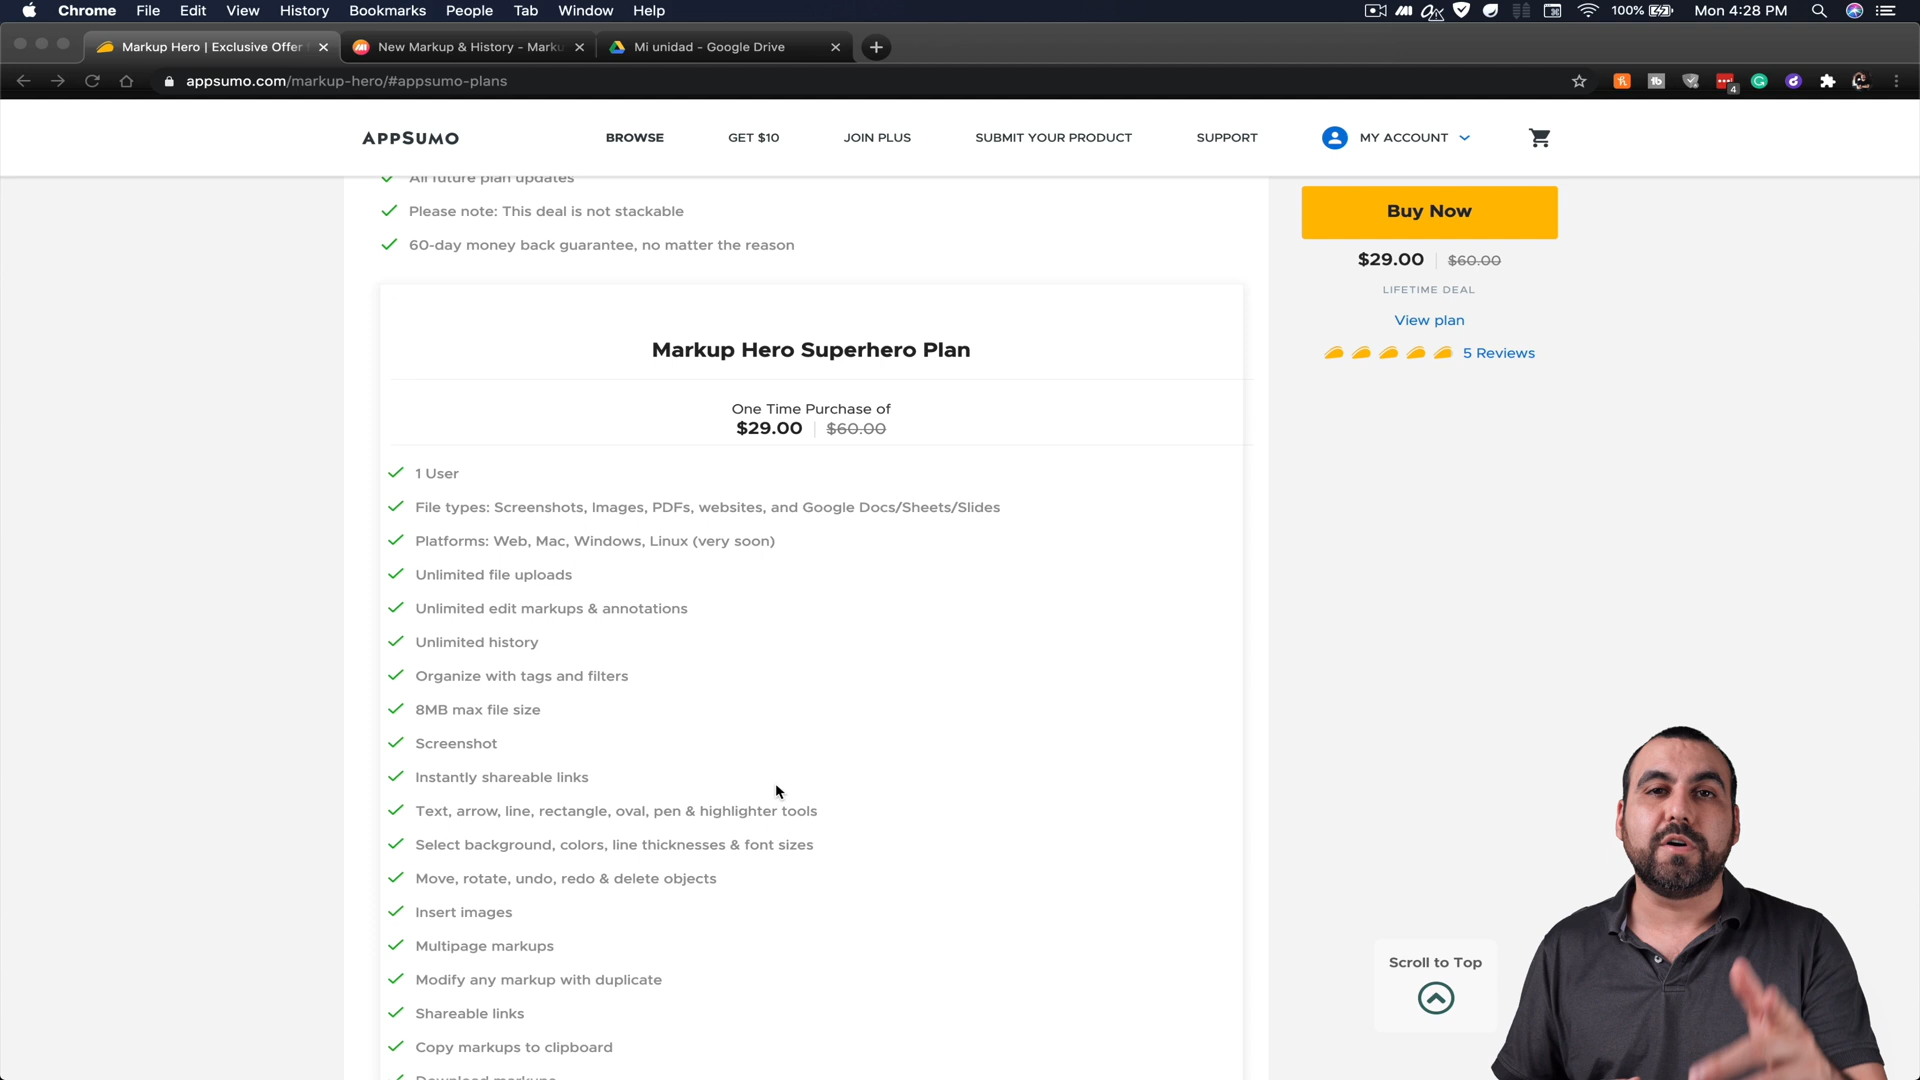 Chrome File Edit View History Bookmarks People Tab Window Help 100% Mon 4:28 PM
Markup Hero | Exclusive Offer New Markup & History - Marku Mi unidad - Google Drive
appsumo.com/markup-hero/#appsumo-plans 4
APPSUMO BROWSE GET $10 JOIN PLUS SUBMIT YOUR PRODUCT SUPPORT MY ACCOUNT
All future plan updates
Please note: This deal is not stackable
60-day money back guarantee, no matter the reason
Buy Now
$29.00 $60.00
LIFETIME DEAL
View plan
5 Reviews
Markup Hero Superhero Plan
One Time Purchase of
$29.00 $60.00
1 User
File types: Screenshots, Images, PDFs, websites, and Google Docs/Sheets/Slides
Platforms: Web, Mac, Windows, Linux (very soon)
Unlimited file uploads
Unlimited edit markups & annotations
Unlimited history
Organize with tags and filters
8MB max file size
Screenshot
Instantly shareable links
Text, arrow, line, rectangle, oval, pen & highlighter tools
Select background, colors, line thicknesses & font sizes
Move, rotate, undo, redo & delete objects
Insert images
Multipage markups
Modify any markup with duplicate
Shareable links
Copy markups to clipboard
Download markups
Scroll to Top